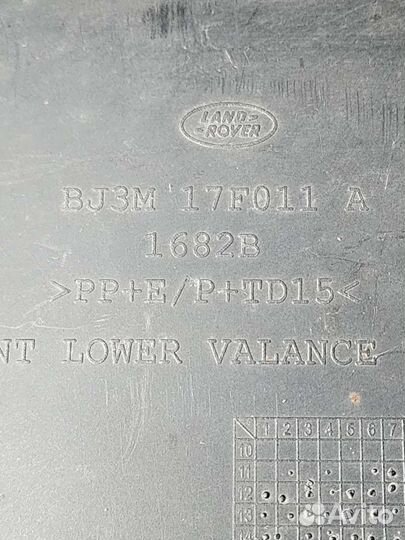 LAND-
-ROVER
BJ3M 17F011 A
1682B
>PP+E/P+TD15<
NT LOWER VALANCE
1 2 3 4 5 6 7
10
11
12
13
14
Avito